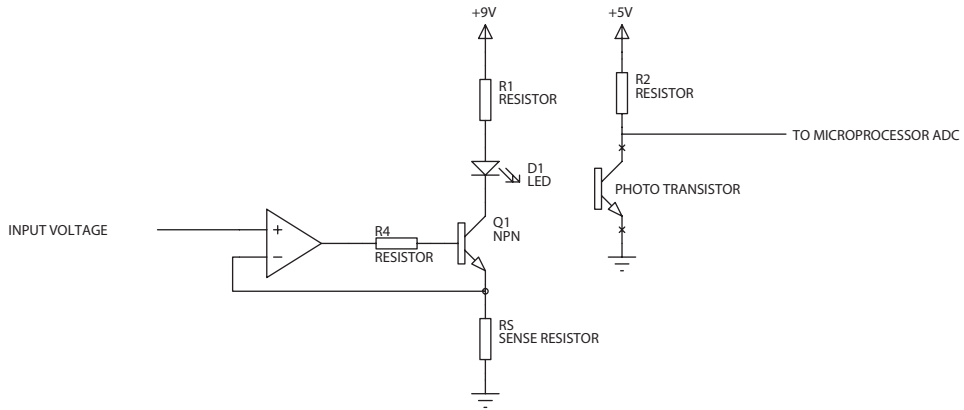 +9V
+5V
R1
RESISTOR
R2
RESISTOR
TO MICROPROCESSOR ADC
D1
LED
PHOTO TRANSISTOR
INPUT VOLTAGE
+
−
R4
RESISTOR
Q1
NPN
RS
SENSE RESISTOR